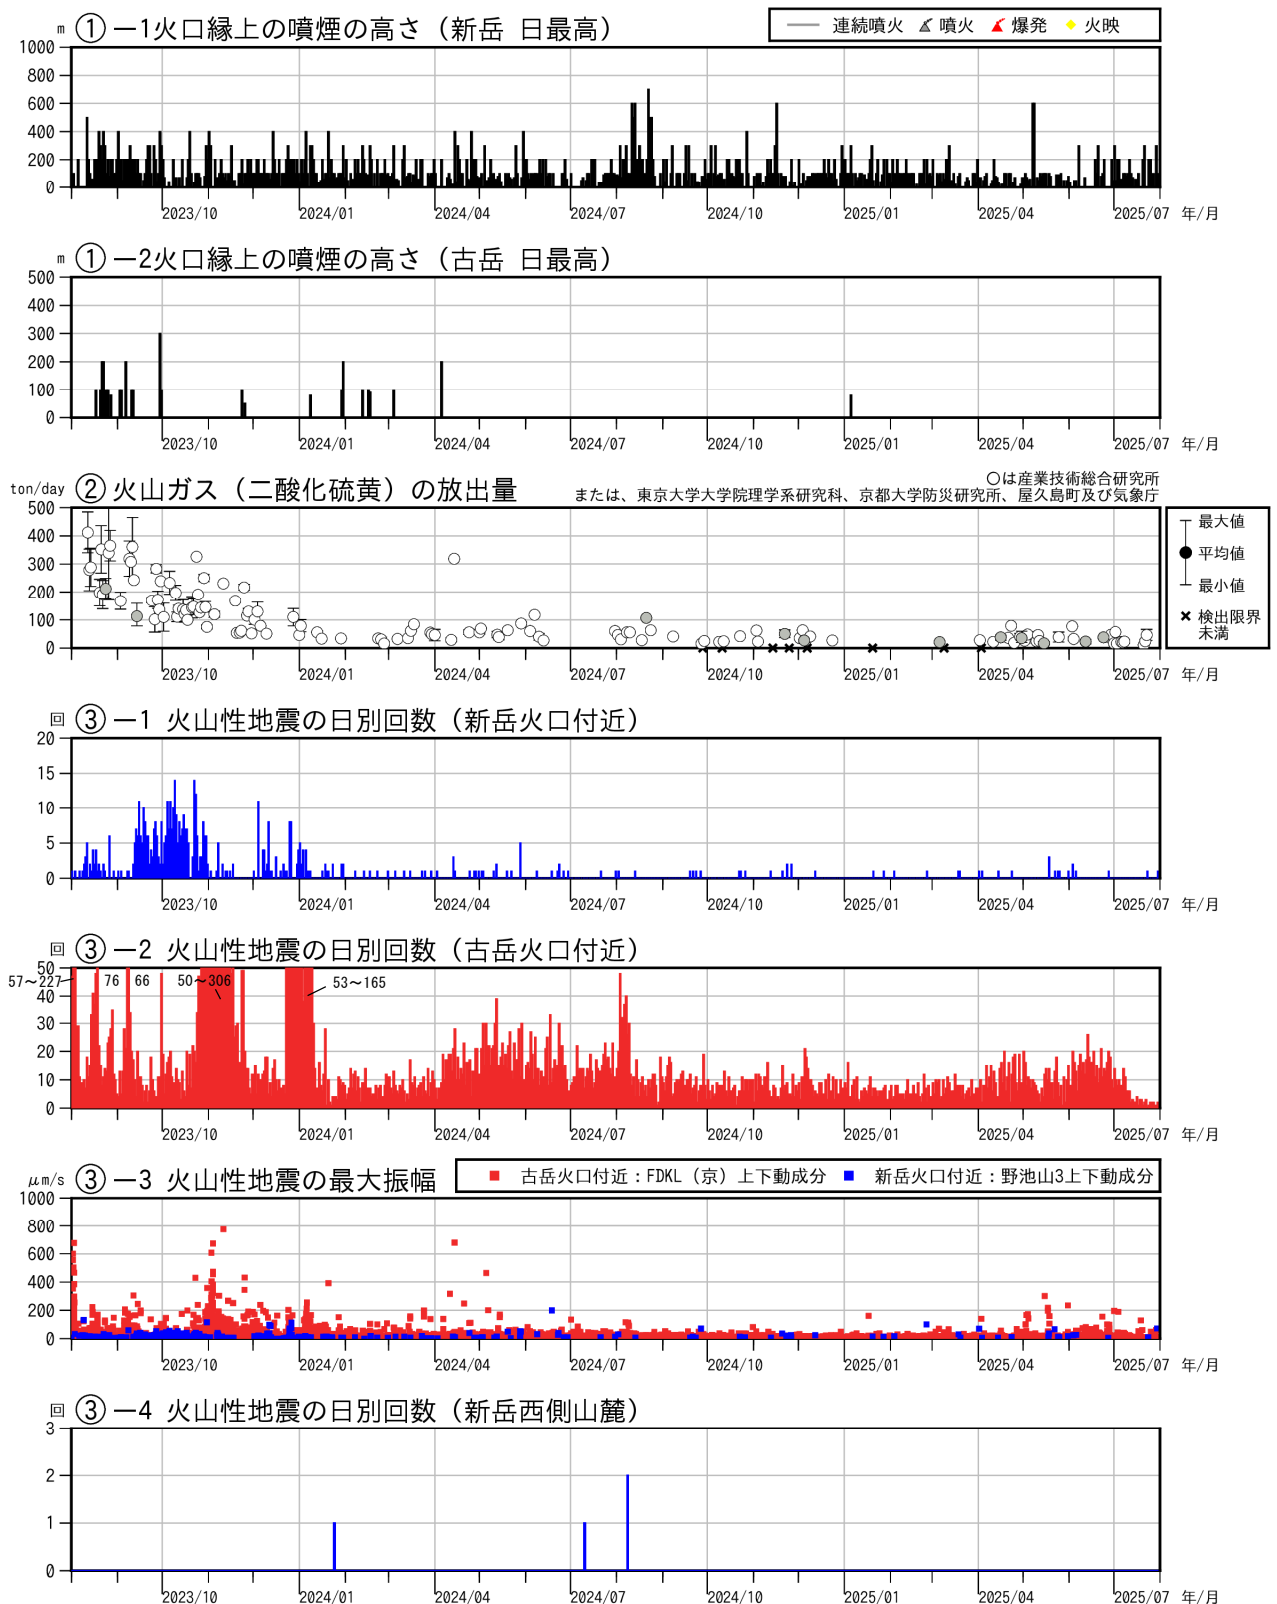 m ①ー1火口縁上の噴煙の高さ（新岳 日最高）
連続噴火 噴火 爆発 火映
1000
800
600
400
200
0
2023/10 2024/01 2024/04 2024/07 2024/10 2025/01 2025/04 2025/07 年/月
m ①ー2火口縁上の噴煙の高さ（古岳 日最高）
500
400
300
200
100
0
2023/10 2024/01 2024/04 2024/07 2024/10 2025/01 2025/04 2025/07 年/月
ton/day ②火山ガス（二酸化硫黄）の放出量
○は産業技術総合研究所
または、東京大学大学院理学系研究科、京都大学防災研究所、屋久島町及び気象庁
500
400
300
200
100
0
最大値
平均値
最小値
検出限界
未満
2023/10 2024/01 2024/04 2024/07 2024/10 2025/01 2025/04 2025/07 年/月
回 ③ー1 火山性地震の日別回数（新岳火口付近）
20
15
10
5
0
2023/10 2024/01 2024/04 2024/07 2024/10 2025/01 2025/04 2025/07 年/月
回 ③ー2 火山性地震の日別回数（古岳火口付近）
50
57～227 76 66 50～306 53～165
40
30
20
10
0
2023/10 2024/01 2024/04 2024/07 2024/10 2025/01 2025/04 2025/07 年/月
μm/s ③ー3 火山性地震の最大振幅
古岳火口付近：FDKL（京）上下動成分 新岳火口付近：野池山3上下動成分
1000
800
600
400
200
0
2023/10 2024/01 2024/04 2024/07 2024/10 2025/01 2025/04 2025/07 年/月
回 ③ー4 火山性地震の日別回数（新岳西側山麓）
3
2
1
0
2023/10 2024/01 2024/04 2024/07 2024/10 2025/01 2025/04 2025/07 年/月